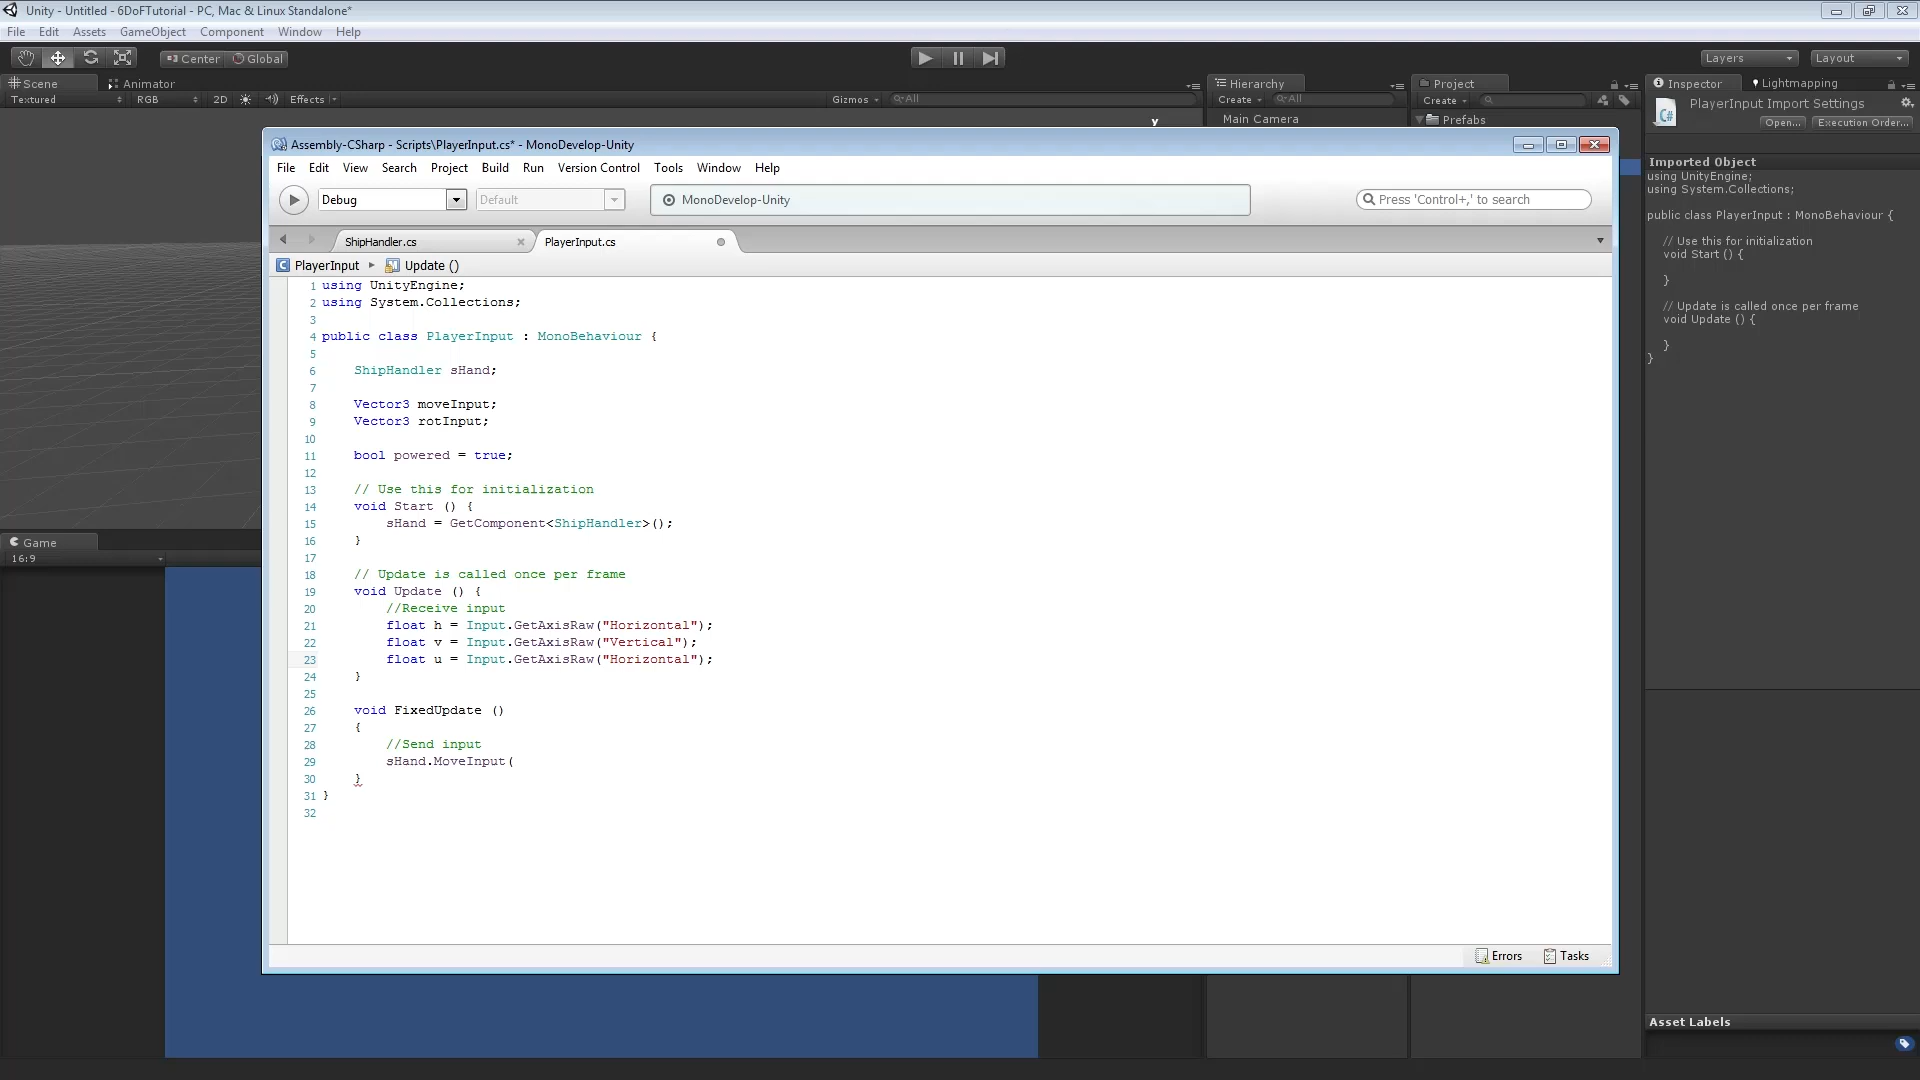 Unity - Untitled - 6DoFTutorial - PC, Mac & Linux Standalone*
File Edit Assets GameObject Component Window Help
Center Global Layers Layout
Scene Animator Hierarchy Project Inspector Lightmapping
Textured RGB 2D Effects Gizmos All Create All Create
PlayerInput Import Settings
Main Camera Prefabs Open... Execution Order...
y
Assembly-CSharp - Scripts\PlayerInput.cs* - MonoDevelop-Unity
File Edit View Search Project Build Run Version Control Tools Window Help
Debug Default MonoDevelop-Unity Press 'Control+,' to search
ShipHandler.cs PlayerInput.cs
PlayerInput Update ()
1 using UnityEngine;
2 using System.Collections;
3
4 public class PlayerInput : MonoBehaviour {
5
6 ShipHandler sHand;
7
8 Vector3 moveInput;
9 Vector3 rotInput;
10
11 bool powered = true;
12
13 // Use this for initialization
14 void Start () {
15 sHand = GetComponent<ShipHandler>();
16 }
17
18 // Update is called once per frame
19 void Update () {
20 //Receive input
21 float h = Input.GetAxisRaw("Horizontal");
22 float v = Input.GetAxisRaw("Vertical");
23 float u = Input.GetAxisRaw("Horizontal");
24 }
25
26 void FixedUpdate ()
27 {
28 //Send input
29 sHand.MoveInput(
30 }
31 }
32
Errors Tasks
Game
16:9
Imported Object
using UnityEngine;
using System.Collections;
public class PlayerInput : MonoBehaviour {
// Use this for initialization
void Start () {
}
// Update is called once per frame
void Update () {
}
}
Asset Labels